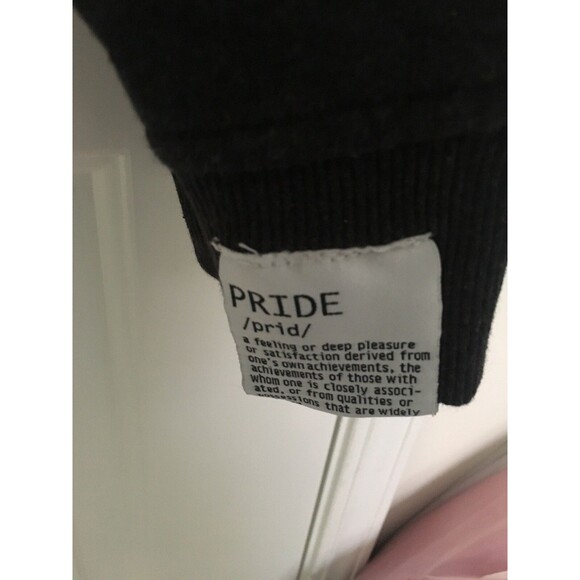 PRIDE
/prid/
a feeling or deep pleasure
or satisfaction derived from
one's own achievements, the
achievements of those with
whom one is closely associ-
ated, or from qualities or
possessions that are widely